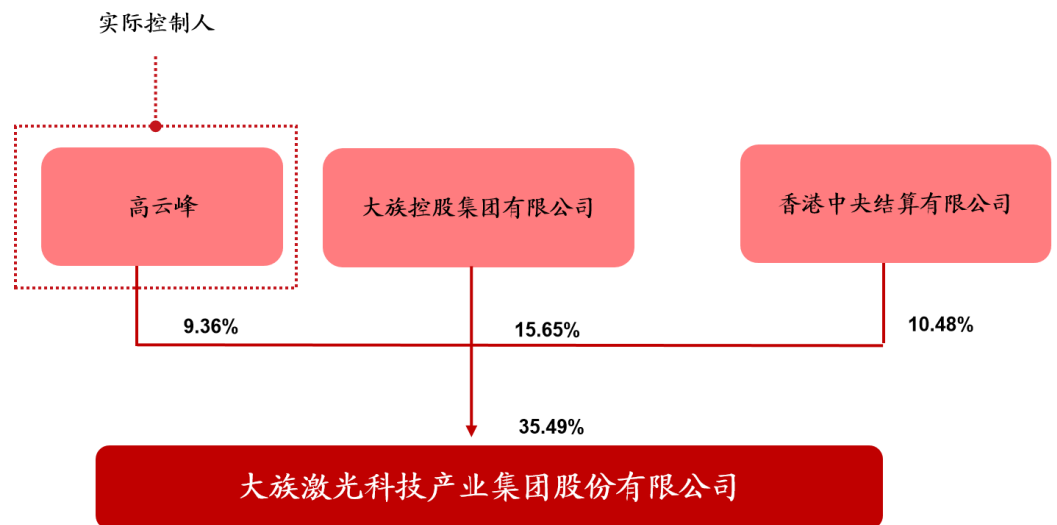 实际控制人
高云峰
大族控股集团有限公司
香港中央结算有限公司
9.36%
15.65%
10.48%
35.49%
大族激光科技产业集团股份有限公司